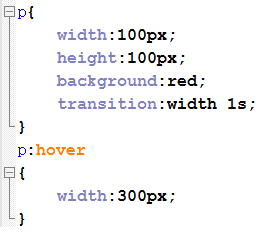 p{
width:100px;
height:100px;
background:red;
transition:width 1s;
}
p:hover
{
width:300px;
}